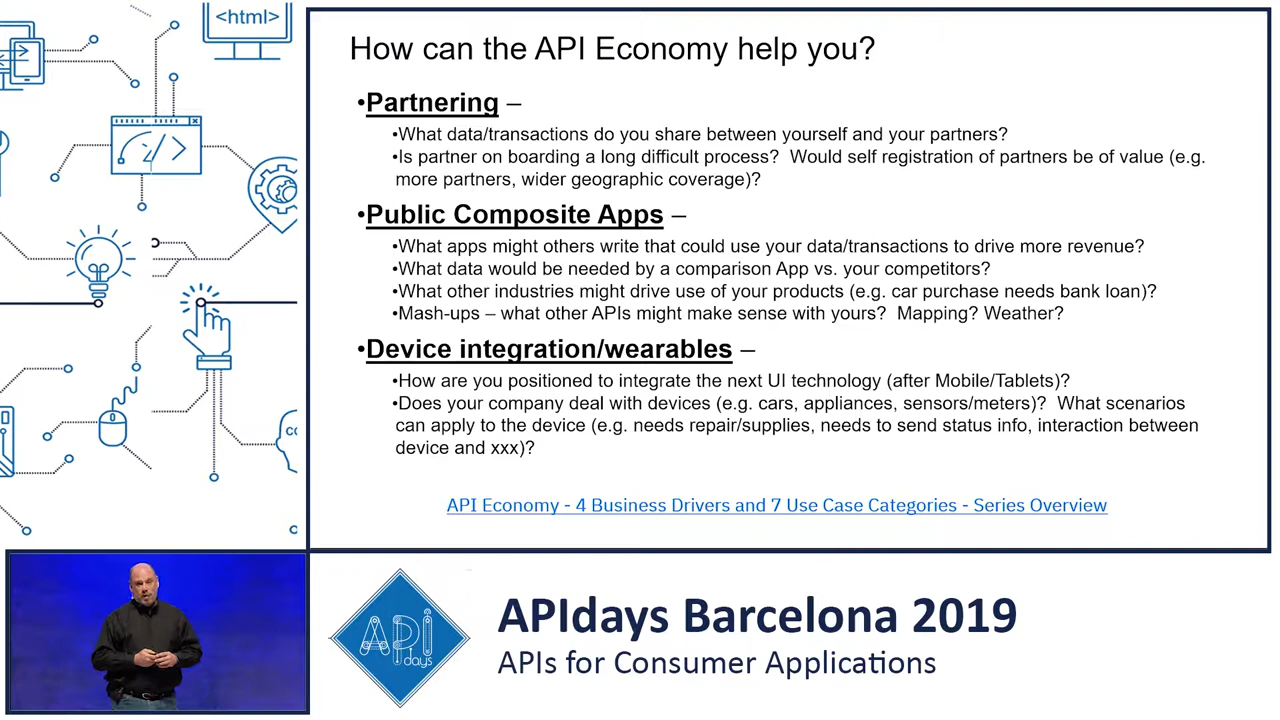 <html>
How can the API Economy help you?
•Partnering –
•What data/transactions do you share between yourself and your partners?
•Is partner on boarding a long difficult process?  Would self registration of partners be of value (e.g.
more partners, wider geographic coverage)?
•Public Composite Apps –
•What apps might others write that could use your data/transactions to drive more revenue?
•What data would be needed by a comparison App vs. your competitors?
•What other industries might drive use of your products (e.g. car purchase needs bank loan)?
•Mash-ups – what other APIs might make sense with yours?  Mapping? Weather?
•Device integration/wearables –
•How are you positioned to integrate the next UI technology (after Mobile/Tablets)?
•Does your company deal with devices (e.g. cars, appliances, sensors/meters)?  What scenarios
can apply to the device (e.g. needs repair/supplies, needs to send status info, interaction between
device and xxx)?
API Economy - 4 Business Drivers and 7 Use Case Categories - Series Overview
API
days
APIdays Barcelona 2019
APIs for Consumer Applications